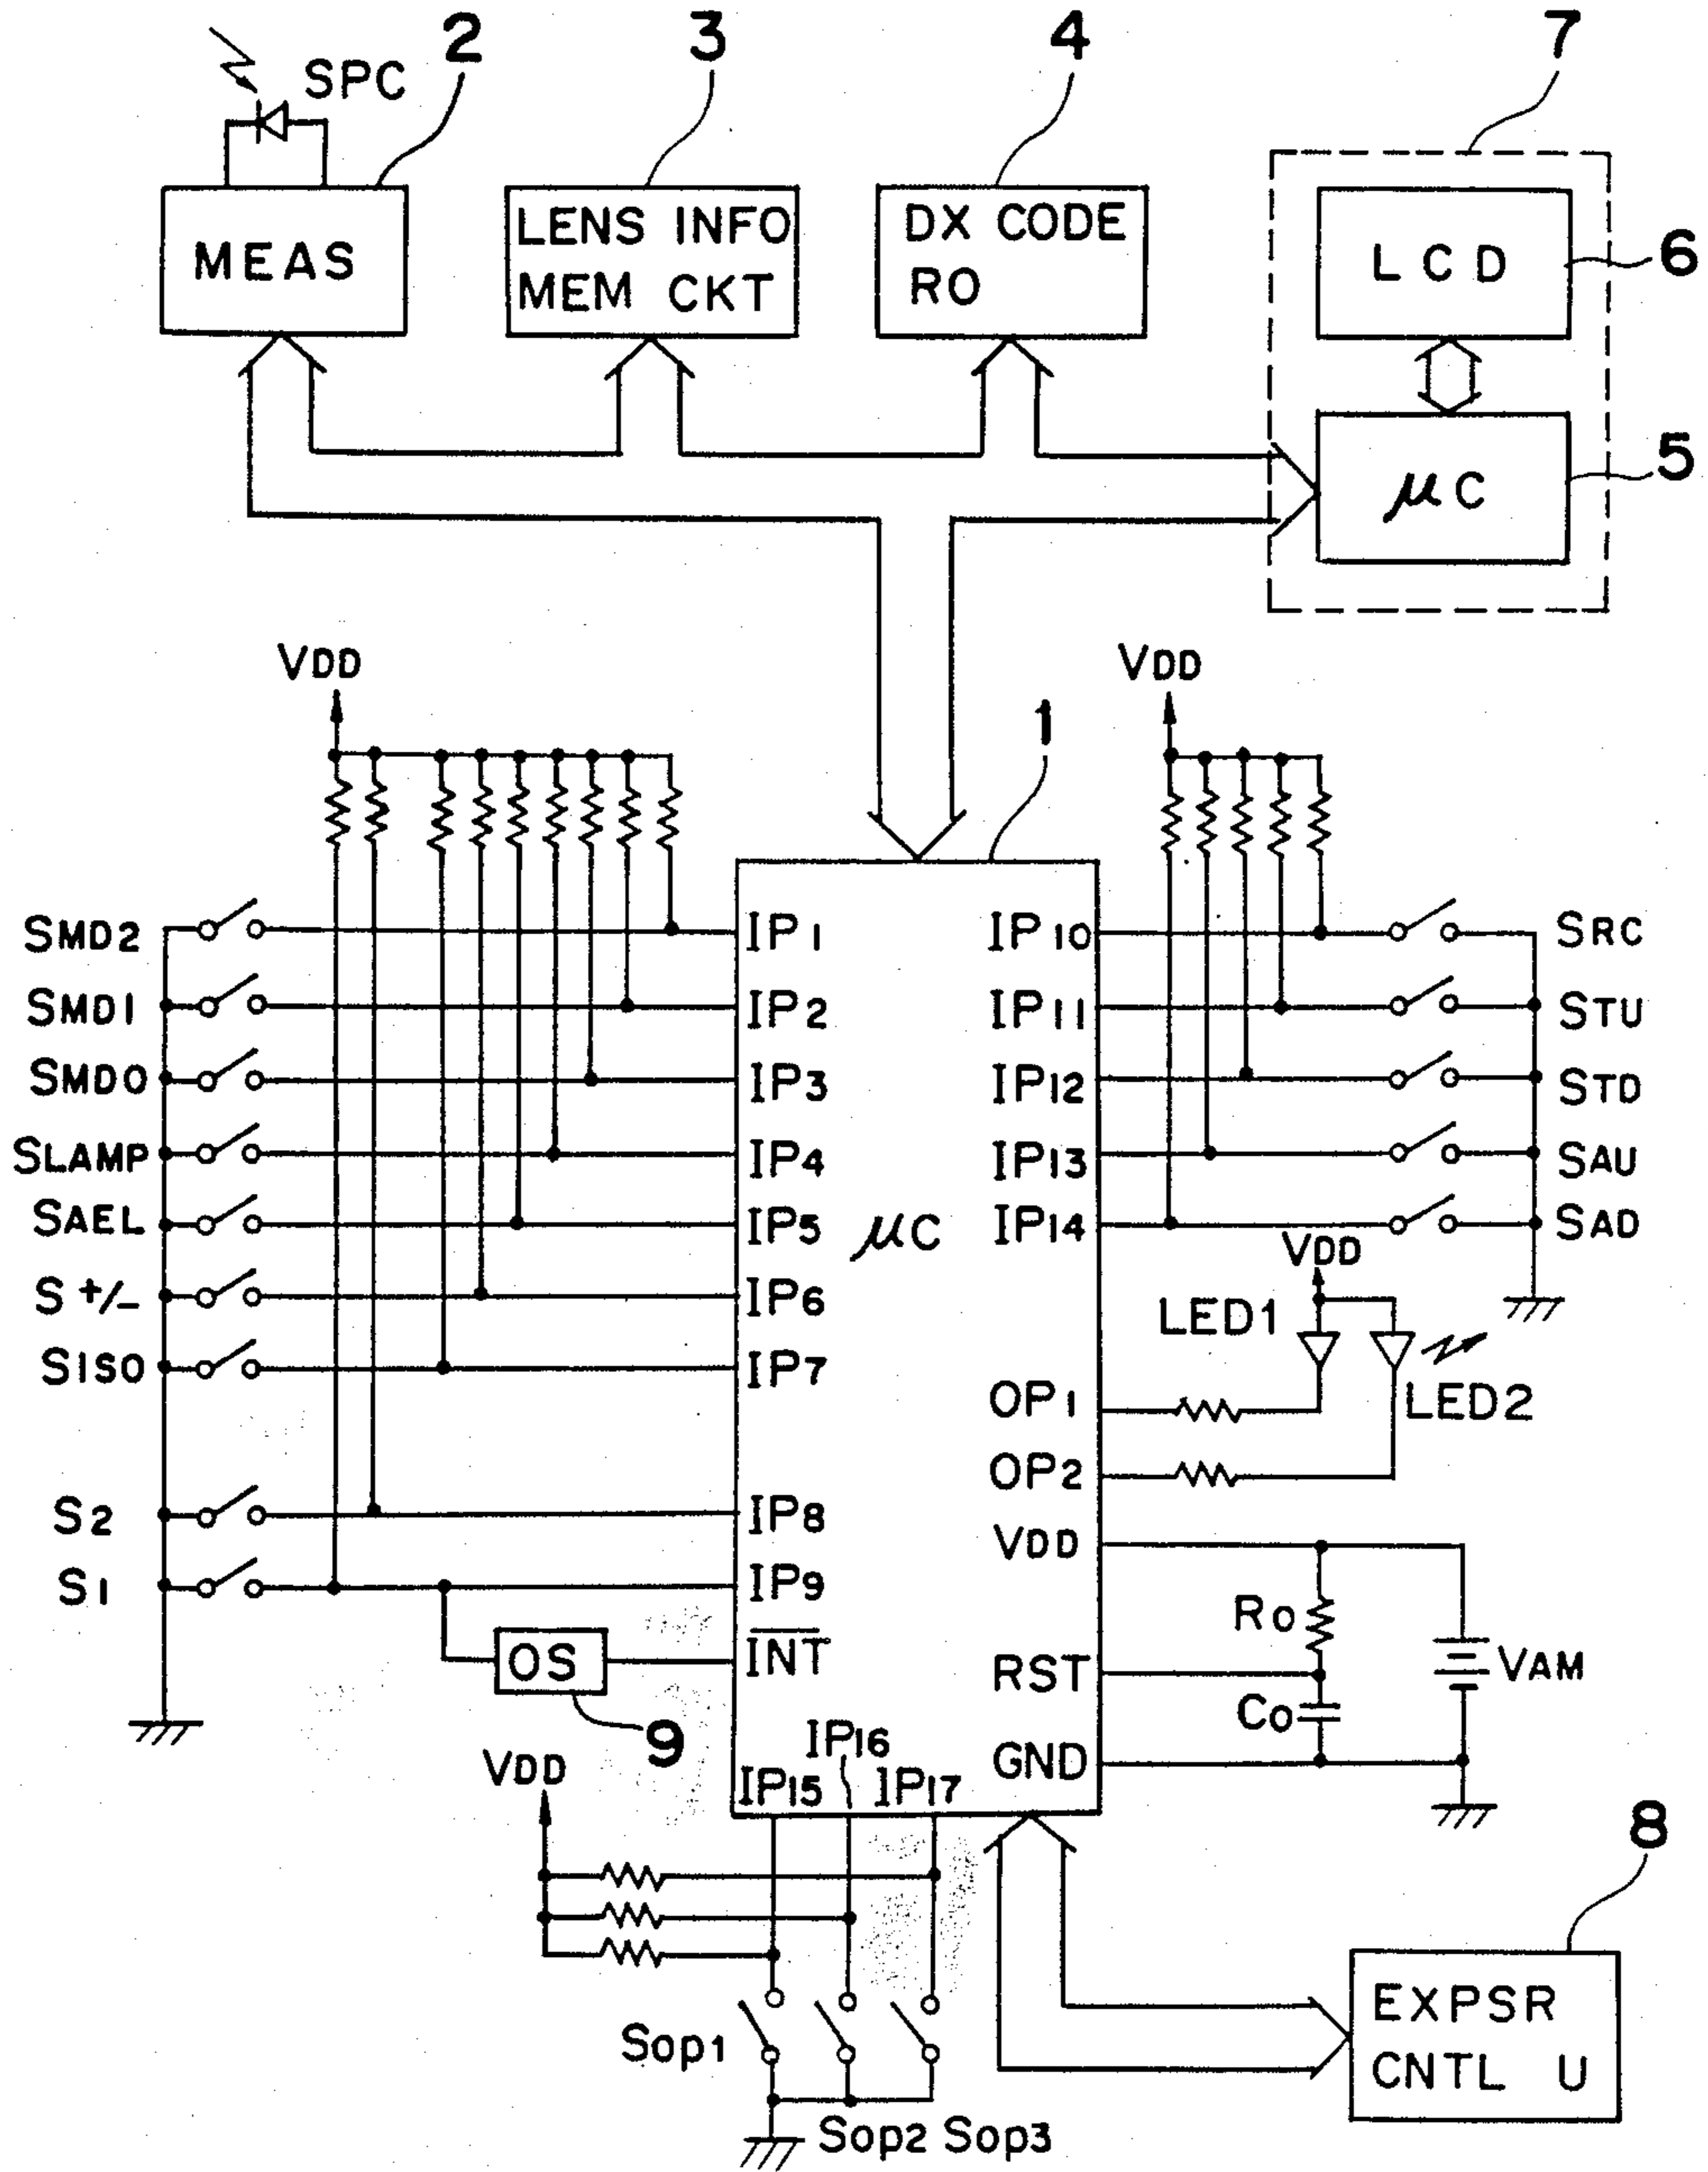 2
3
4
7
SPC
MEAS
LENS INFO
MEM CKT
DX CODE
RO
LCD
6
μC
5
VDD
VDD
1
SMD2
IP1
IP10
SRC
SMD1
IP2
IP11
STU
SMD0
IP3
IP12
STD
SLAMP
IP4
IP13
SAU
SAEL
IP5
μC
IP14
SAD
VDD
S+/-
IP6
LED1
SISO
IP7
OP1
LED2
OP2
S2
IP8
VDD
S1
IP9
Ro
OS
INT
RST
VAM
Co
9
IP16
GND
VDD
IP15
IP17
8
Sop1
EXPSR
CNTL U
Sop2
Sop3